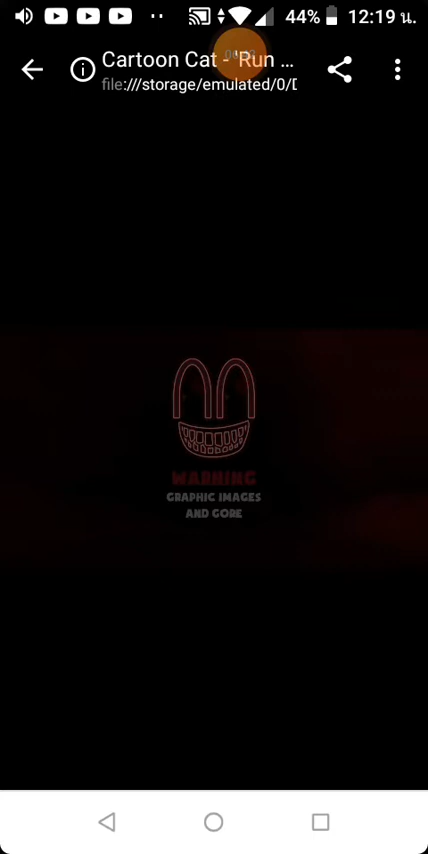 44% 12:19 น.
Cartoon Cat - 'Run ...
file:///storage/emulated/0/D
WARNING
GRAPHIC IMAGES
AND GORE